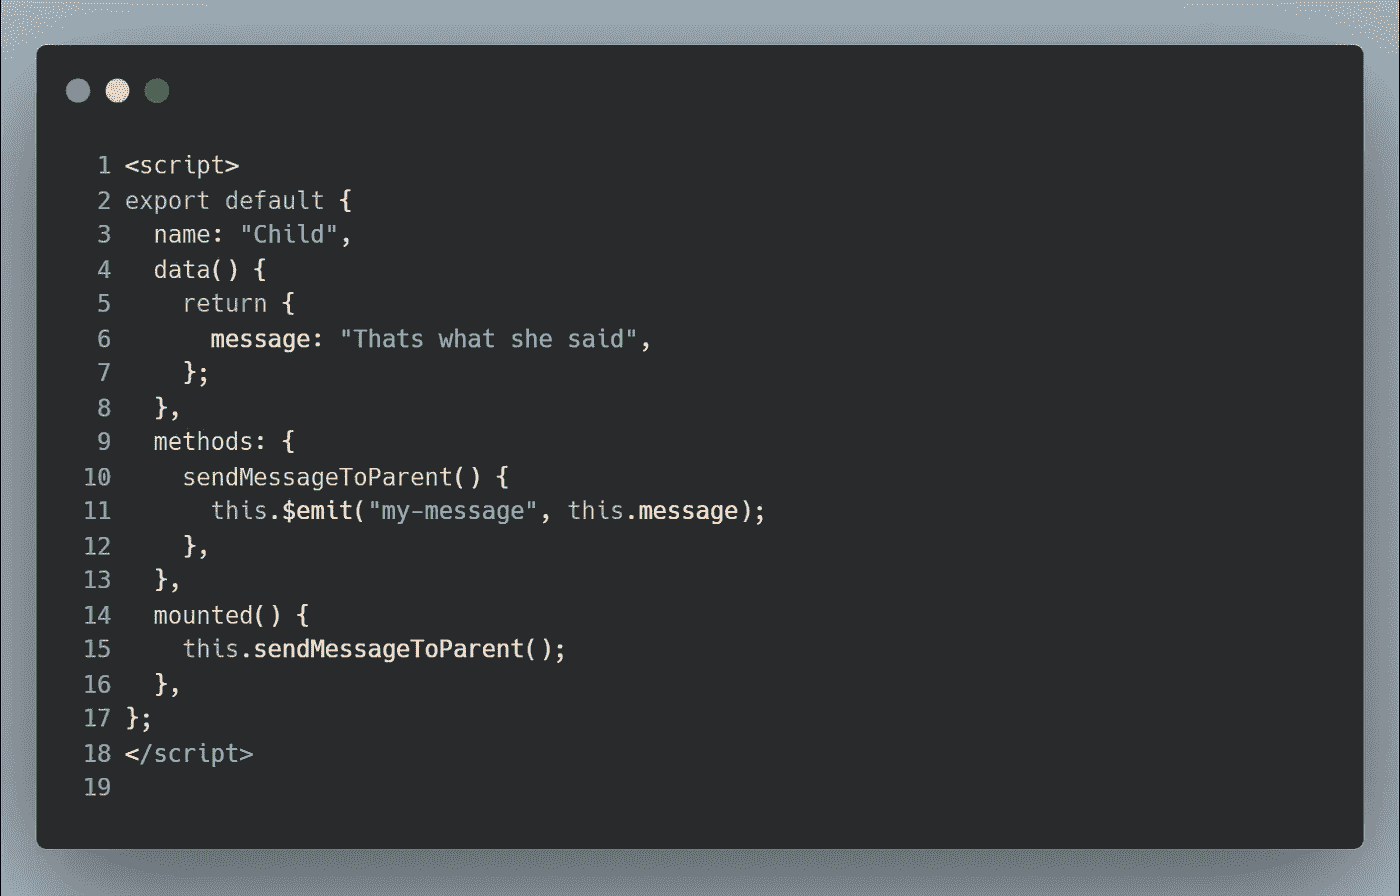 1 <script>
2 export default {
3   name: "Child",
4   data() {
5     return {
6       message: "Thats what she said",
7     };
8   },
9   methods: {
10     sendMessageToParent() {
11       this.$emit("my-message", this.message);
12     },
13   },
14   mounted() {
15     this.sendMessageToParent();
16   },
17 };
18 </script>
19